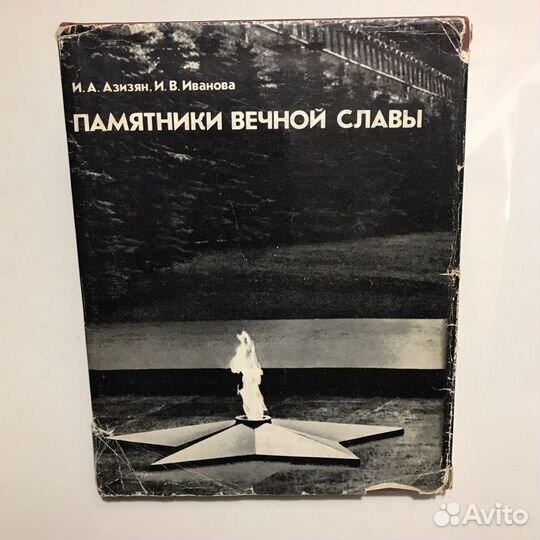 И. А. Азизян, И. В. Иванова
ПАМЯТНИКИ ВЕЧНОЙ СЛАВЫ
Avito